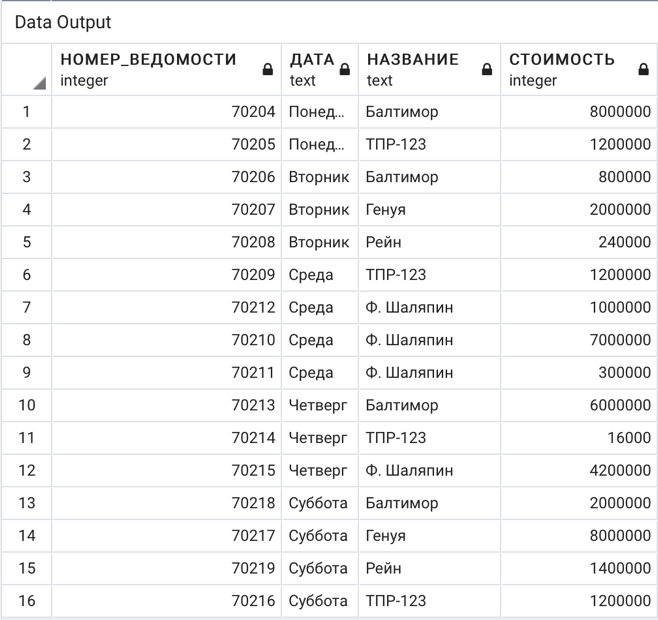 Data Output
НОМЕР_ВЕДОМОСТИ ДАТА НАЗВАНИЕ СТОИМОСТЬ
integer text text integer
1 70204 Понед... Балтимор 8000000
2 70205 Понед... ТПР-123 1200000
3 70206 Вторник Балтимор 800000
4 70207 Вторник Генуя 2000000
5 70208 Вторник Рейн 240000
6 70209 Среда ТПР-123 1200000
7 70212 Среда Ф. Шаляпин 1000000
8 70210 Среда Ф. Шаляпин 7000000
9 70211 Среда Ф. Шаляпин 300000
10 70213 Четверг Балтимор 6000000
11 70214 Четверг ТПР-123 16000
12 70215 Четверг Ф. Шаляпин 4200000
13 70218 Суббота Балтимор 2000000
14 70217 Суббота Генуя 8000000
15 70219 Суббота Рейн 1400000
16 70216 Суббота ТПР-123 1200000